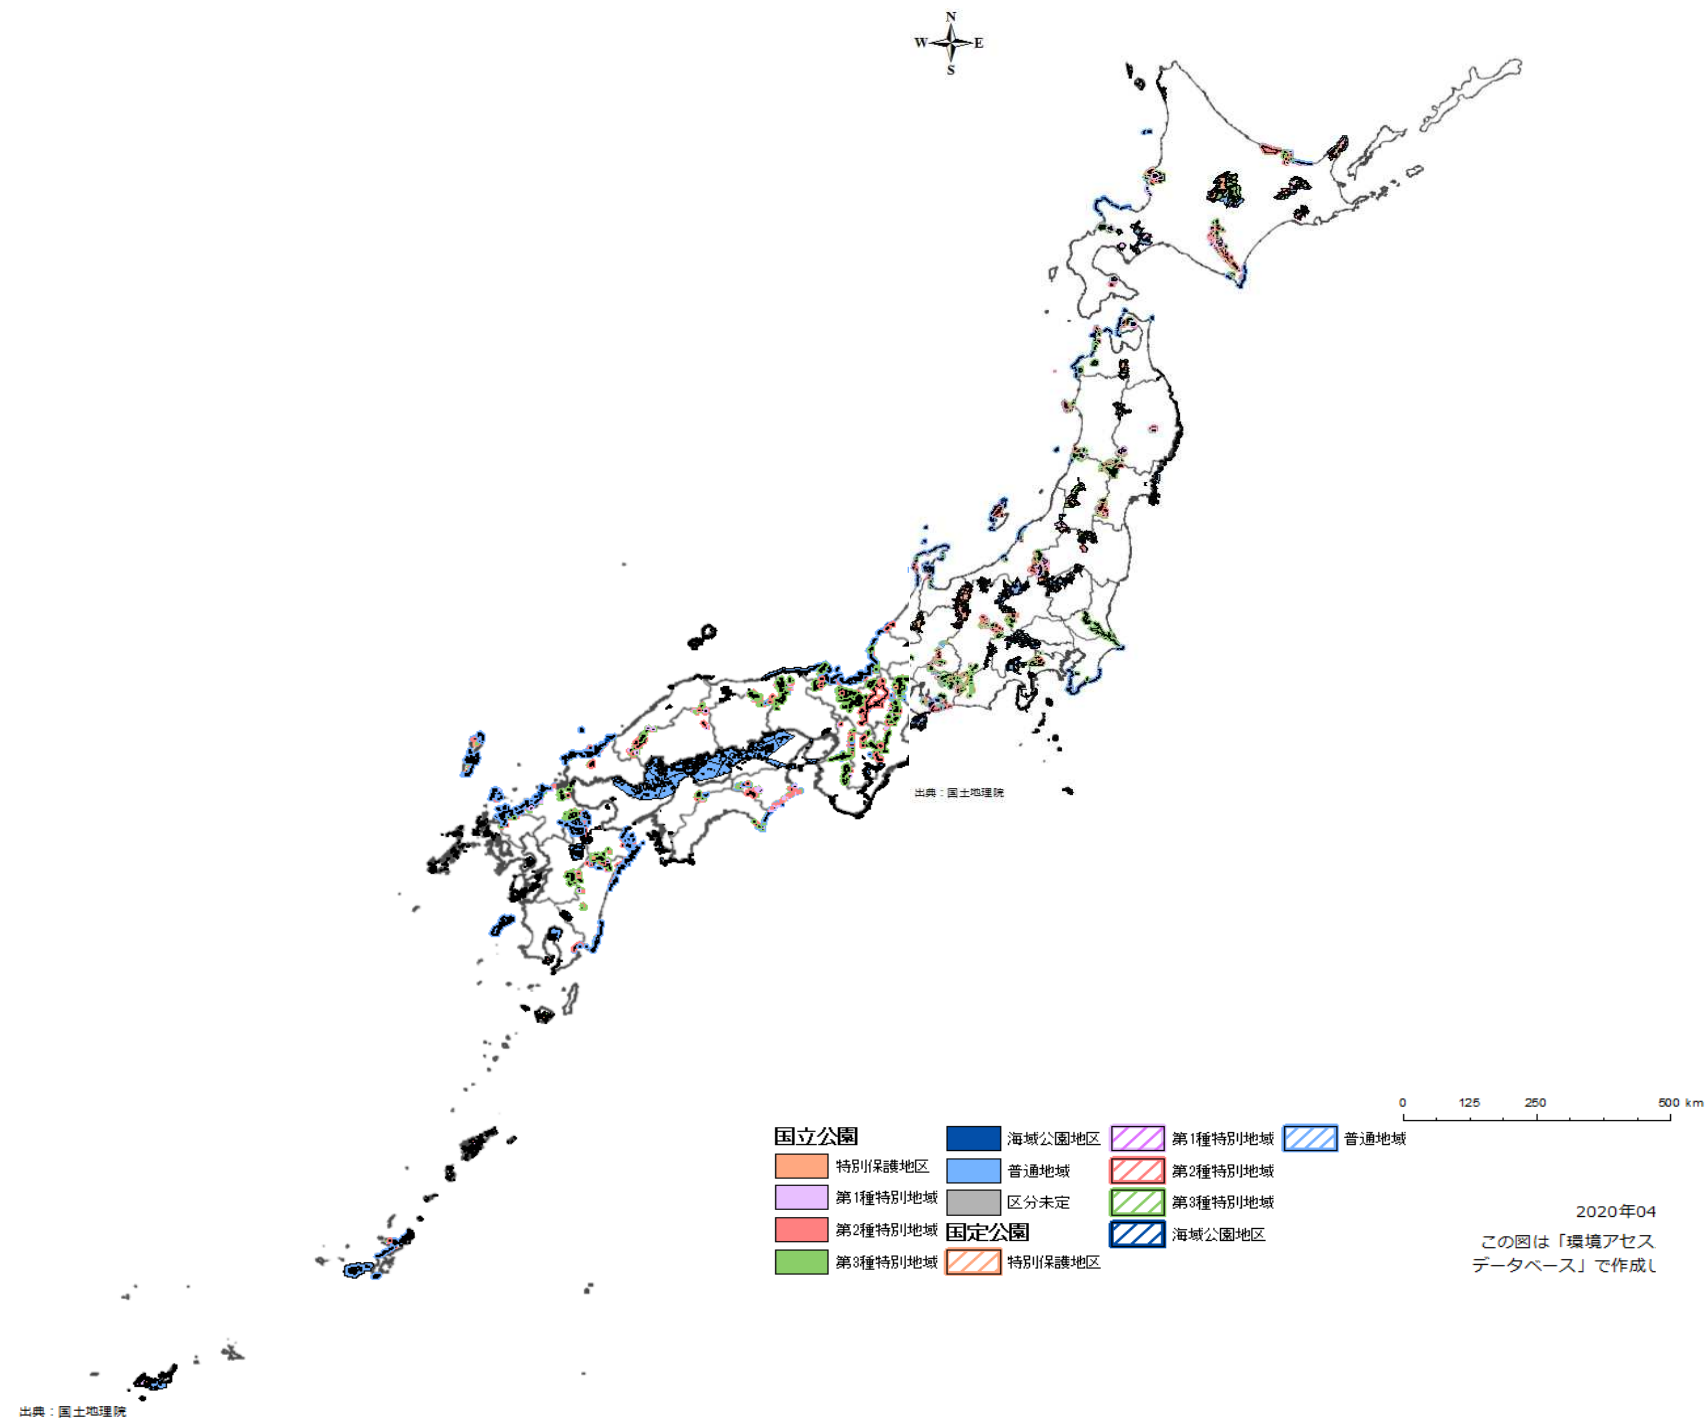 N
W E
S
出典：国土地理院
0 125 250 500 km
国立公園
特別保護地区
第1種特別地域
第2種特別地域
第3種特別地域
海域公園地区
普通地域
区分未定
国定公園
特別保護地区
第1種特別地域
第2種特別地域
第3種特別地域
海域公園地区
普通地域
2020年04
この図は「環境アセス
データベース」で作成し
出典：国土地理院